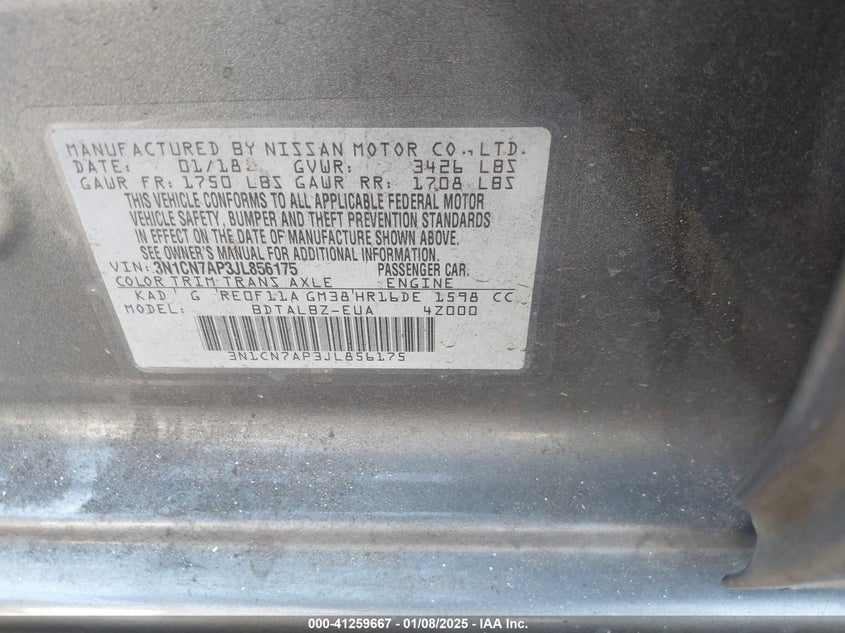 MANUFACTURED BY NISSAN MOTOR CO.,LTD.
DATE: 01/18 GVWR: 3426 LBS
GAWR FR: 1750 LBS GAWR RR: 1708 LBS
THIS VEHICLE CONFORMS TO ALL APPLICABLE FEDERAL MOTOR
VEHICLE SAFETY, BUMPER AND THEFT PREVENTION STANDARDS
IN EFFECT ON THE DATE OF MANUFACTURE SHOWN ABOVE.
SEE OWNER'S MANUAL FOR ADDITIONAL INFORMATION.
VIN: 3N1CN7AP3JL856175 PASSENGER CAR.
COLOR TRIM TRANS AXLE ENGINE
KAD G RE0F11A GM38 HR16DE 1598 CC
MODEL: BDTALBZ-EUA 4Z000
3N1CN7AP3JL856175
000-41259667 - 01/08/2025 - IAA Inc.